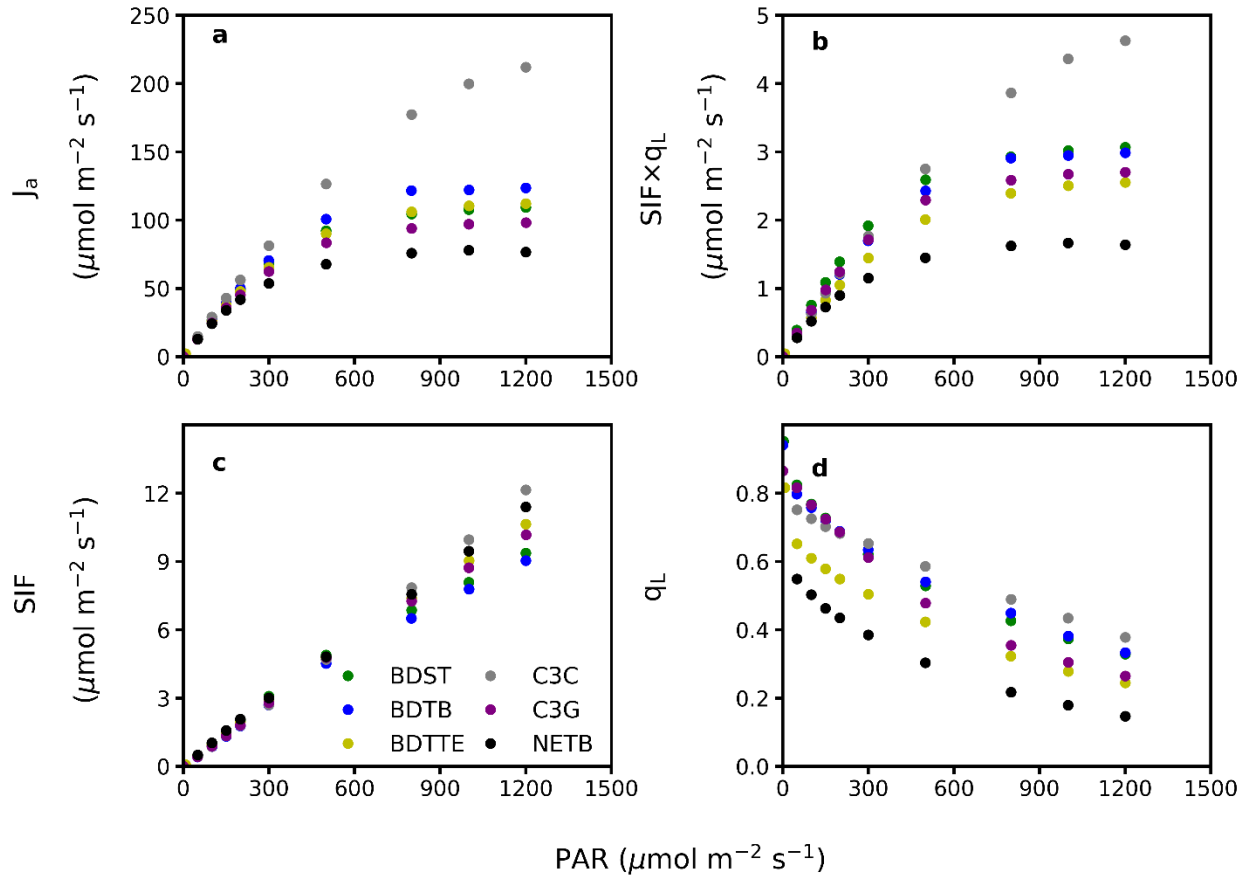 a
250
200
150
100
50
0
0 300 600 900 1200 1500
Jₐ
(μmol m⁻² s⁻¹)
b
5
4
3
2
1
0
0 300 600 900 1200 1500
SIF×q_L
(μmol m⁻² s⁻¹)
c
12
9
6
3
0
0 300 600 900 1200 1500
SIF
(μmol m⁻² s⁻¹)
BDST C3C
BDTB C3G
BDTTE NETB
d
0.8
0.6
0.4
0.2
0.0
0 300 600 900 1200 1500
q_L
PAR (μmol m⁻² s⁻¹)